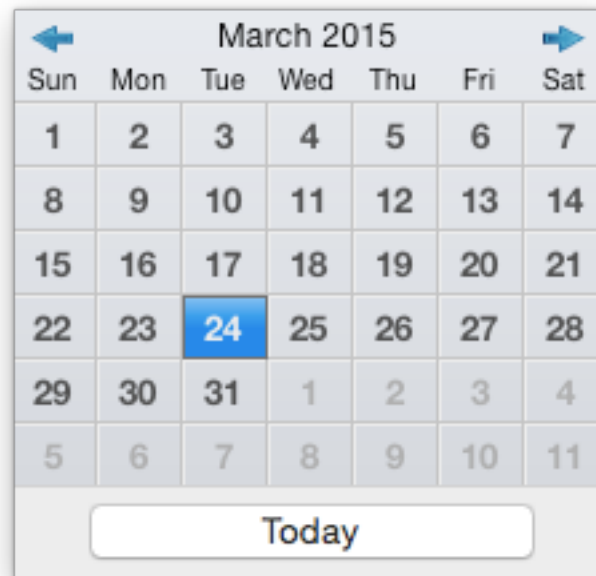 March 2015
Sun Mon Tue Wed Thu Fri Sat
1 2 3 4 5 6 7
8 9 10 11 12 13 14
15 16 17 18 19 20 21
22 23 24 25 26 27 28
29 30 31 1 2 3 4
5 6 7 8 9 10 11
Today